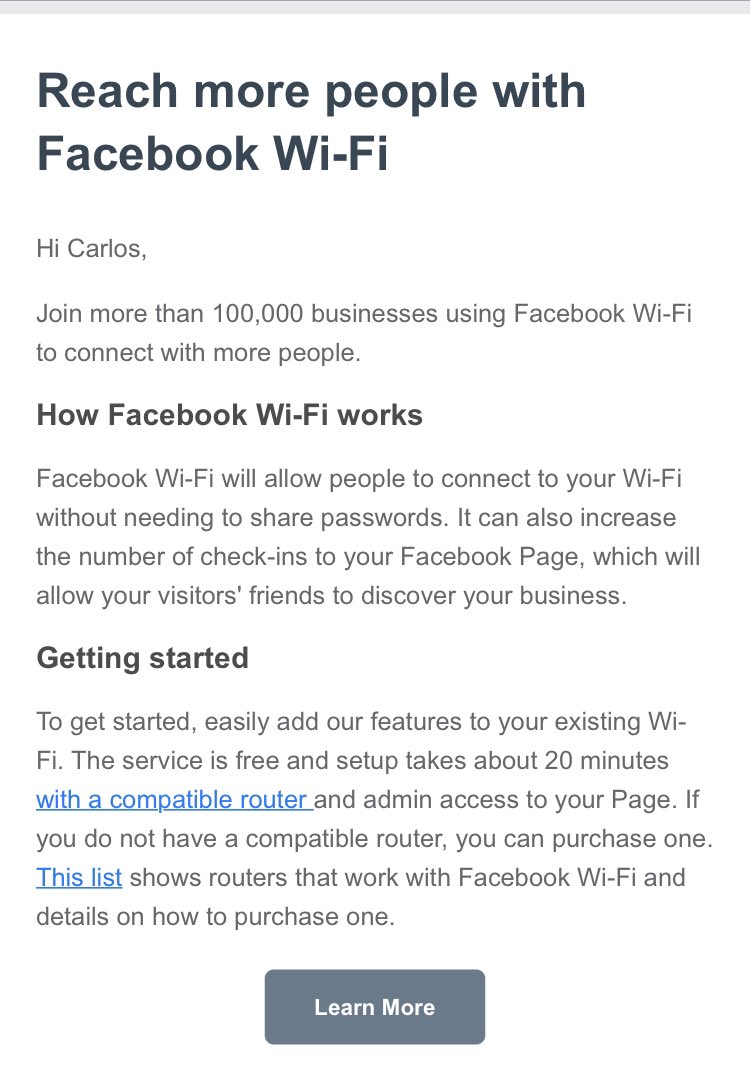 Reach more people with
Facebook Wi-Fi
Hi Carlos,
Join more than 100,000 businesses using Facebook Wi-Fi
to connect with more people.
How Facebook Wi-Fi works
Facebook Wi-Fi will allow people to connect to your Wi-Fi
without needing to share passwords. It can also increase
the number of check-ins to your Facebook Page, which will
allow your visitors' friends to discover your business.
Getting started
To get started, easily add our features to your existing Wi-
Fi. The service is free and setup takes about 20 minutes
with a compatible router and admin access to your Page. If
you do not have a compatible router, you can purchase one.
This list shows routers that work with Facebook Wi-Fi and
details on how to purchase one.
Learn More